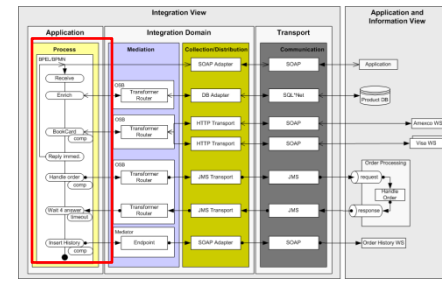 Integration View
Application and
Information View
Application
Integration Domain
Transport
Process
Mediation
Collection/Distribution
Communication
BPEL/BPMN
SOAP Adapter
SOAP
Application
Receive
OSB
Enrich
Transformer
Router
DB Adapter
SQL*Net
Product DB
OSB
HTTP Transport
SOAP
Amexco WS
BookCard
comp
Transformer
Router
HTTP Transport
SOAP
Visa WS
Reply immed.
OSB
Order Processing
Handle order
comp
Transformer
Router
JMS Transport
JMS
request
Handle
Order
Wait 4 answer
timeout
Transformer
Router
JMS Transport
JMS
response
Mediator
Insert History
comp
Endpoint
SOAP Adapter
SOAP
Order History WS